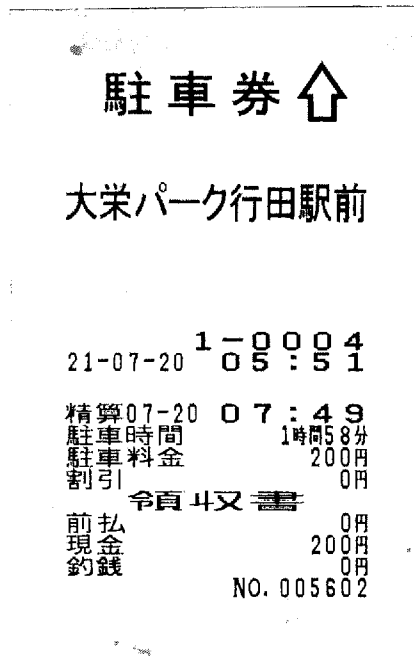 駐車券⇧
大栄パーク行田駅前
1-0004
21-07-20 05:51
精算07-20 07:49
駐車時間 1時間58分
駐車料金 200円
割引 0円
領収書
前払 0円
現金 200円
釣銭 0円
NO.005602